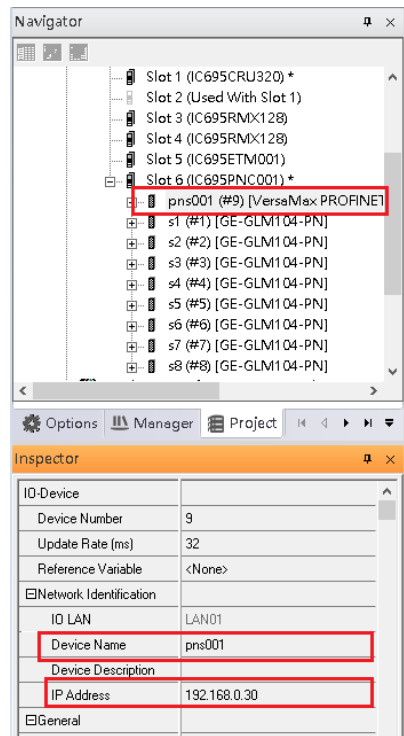 Navigator
Slot 1 (IC695CRU320) *
Slot 2 (Used With Slot 1)
Slot 3 (IC695RMX128)
Slot 4 (IC695RMX128)
Slot 5 (IC695ETM001)
Slot 6 (IC695PNC001) *
pns001 (#9) [VersaMax PROFINET
s1 (#1) [GE-GLM104-PN]
s2 (#2) [GE-GLM104-PN]
s3 (#3) [GE-GLM104-PN]
s4 (#4) [GE-GLM104-PN]
s5 (#5) [GE-GLM104-PN]
s6 (#6) [GE-GLM104-PN]
s7 (#7) [GE-GLM104-PN]
s8 (#8) [GE-GLM104-PN]
Options Manager Project
Inspector
IO-Device
Device Number 9
Update Rate (ms) 32
Reference Variable <None>
Network Identification
IO LAN LAN01
Device Name pns001
Device Description
IP Address 192.168.0.30
General